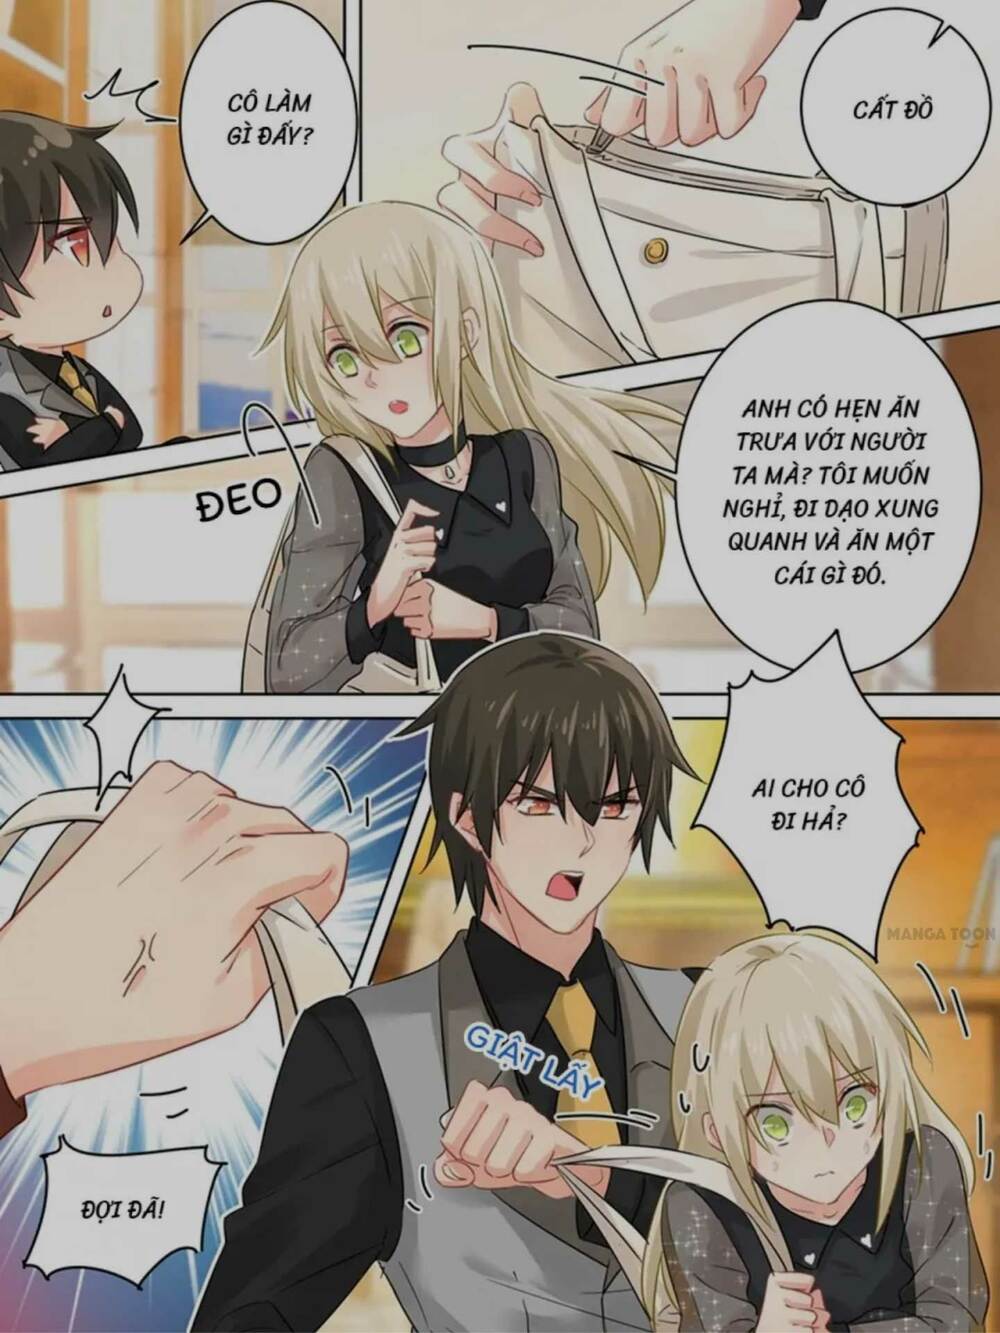 CÔ LÀM
GÌ ĐẤY?
CẤT ĐỒ
ĐEO
ANH CÓ HẸN ĂN
TRƯA VỚI NGƯỜI
TA MÀ? TÔI MUỐN
NGHỈ, ĐI DẠO XUNG
QUANH VÀ ĂN MỘT
CÁI GÌ ĐÓ.
AI CHO CÔ
ĐI HẢ?
MANGA TOON
GIẬT LẤY
ĐỢI ĐÃ!